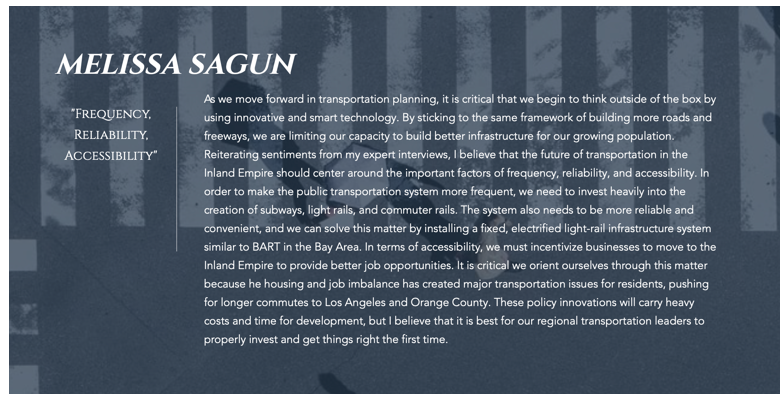 MELISSA SAGUN
"FREQUENCY,
RELIABILITY,
ACCESSIBILITY"
As we move forward in transportation planning, it is critical that we begin to think outside of the box by
using innovative and smart technology. By sticking to the same framework of building more roads and
freeways, we are limiting our capacity to build better infrastructure for our growing population.
Reiterating sentiments from my expert interviews, I believe that the future of transportation in the
Inland Empire should center around the important factors of frequency, reliability, and accessibility. In
order to make the public transportation system more frequent, we need to invest heavily into the
creation of subways, light rails, and commuter rails. The system also needs to be more reliable and
convenient, and we can solve this matter by installing a fixed, electrified light-rail infrastructure system
similar to BART in the Bay Area. In terms of accessibility, we must incentivize businesses to move to the
Inland Empire to provide better job opportunities. It is critical we orient ourselves through this matter
because he housing and job imbalance has created major transportation issues for residents, pushing
for longer commutes to Los Angeles and Orange County. These policy innovations will carry heavy
costs and time for development, but I believe that it is best for our regional transportation leaders to
properly invest and get things right the first time.